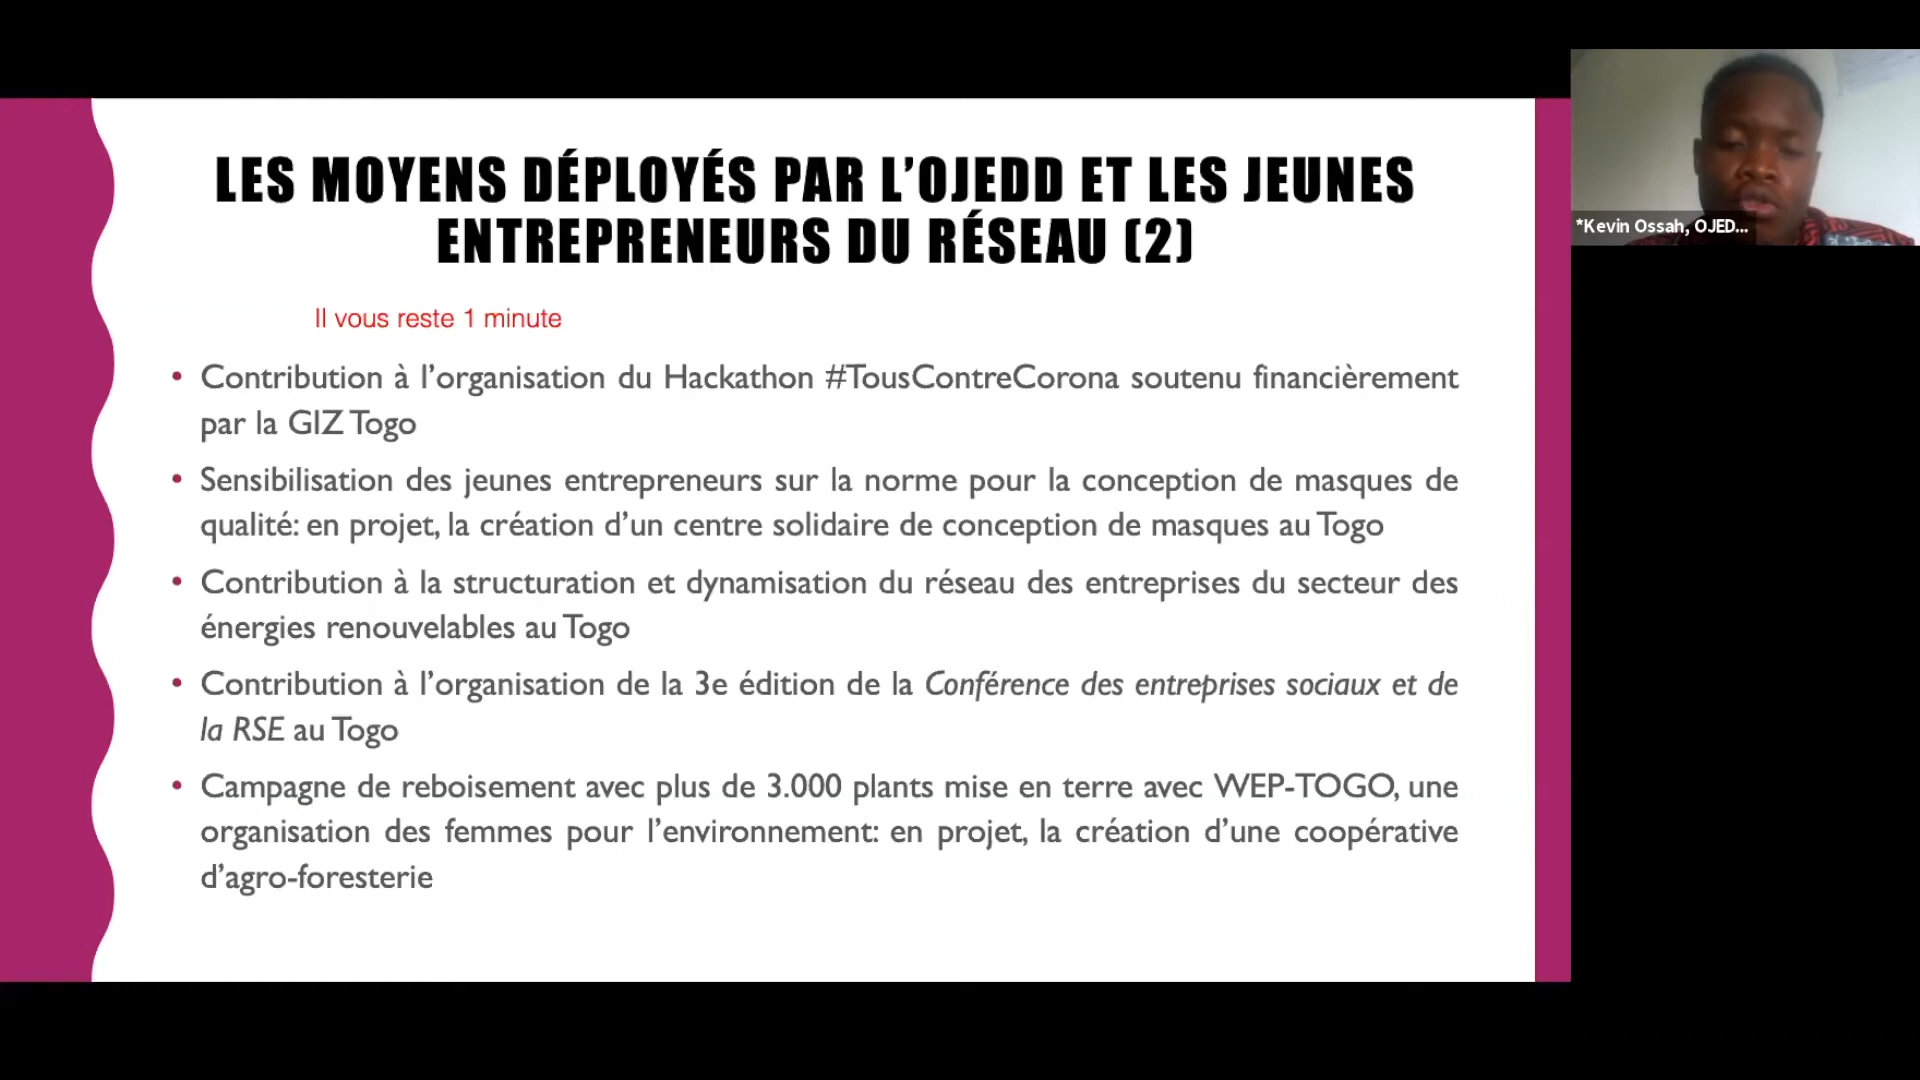 LES MOYENS DÉPLOYÉS PAR L’OJEDD ET LES JEUNES
ENTREPRENEURS DU RÉSEAU (2)
Il vous reste 1 minute
• Contribution à l’organisation du Hackathon #TousContreCorona soutenu financièrement
par la GIZ Togo
• Sensibilisation des jeunes entrepreneurs sur la norme pour la conception de masques de
qualité: en projet, la création d’un centre solidaire de conception de masques au Togo
• Contribution à la structuration et dynamisation du réseau des entreprises du secteur des
énergies renouvelables au Togo
• Contribution à l’organisation de la 3e édition de la Conférence des entreprises sociaux et de
la RSE au Togo
• Campagne de reboisement avec plus de 3.000 plants mise en terre avec WEP-TOGO, une
organisation des femmes pour l’environnement: en projet, la création d’une coopérative
d’agro-foresterie
*Kevin Ossah, OJED...